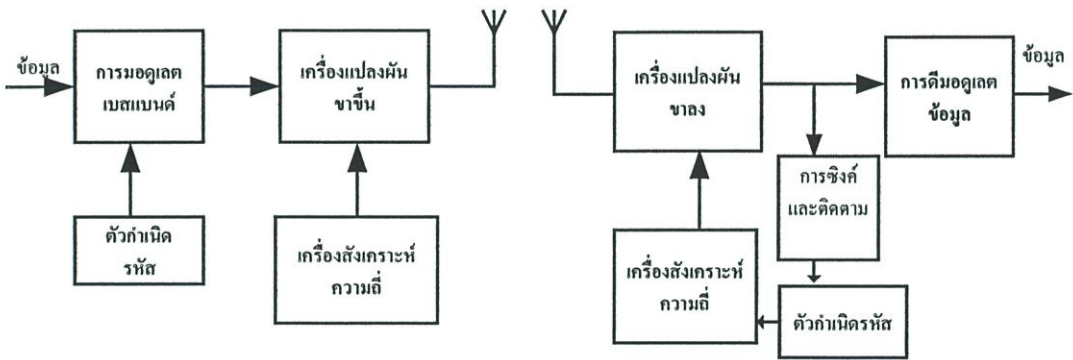 ข้อมูล
การมอดูเลต
เบสแบนด์
เครื่องแปลงผัน
ขาขึ้น
ตัวกำเนิด
รหัส
เครื่องสังเคราะห์
ความถี่
เครื่องแปลงผัน
ขาลง
การดีมอดูเลต
ข้อมูล
ข้อมูล
การซิงค์
และติดตาม
เครื่องสังเคราะห์
ความถี่
ตัวกำเนิดรหัส